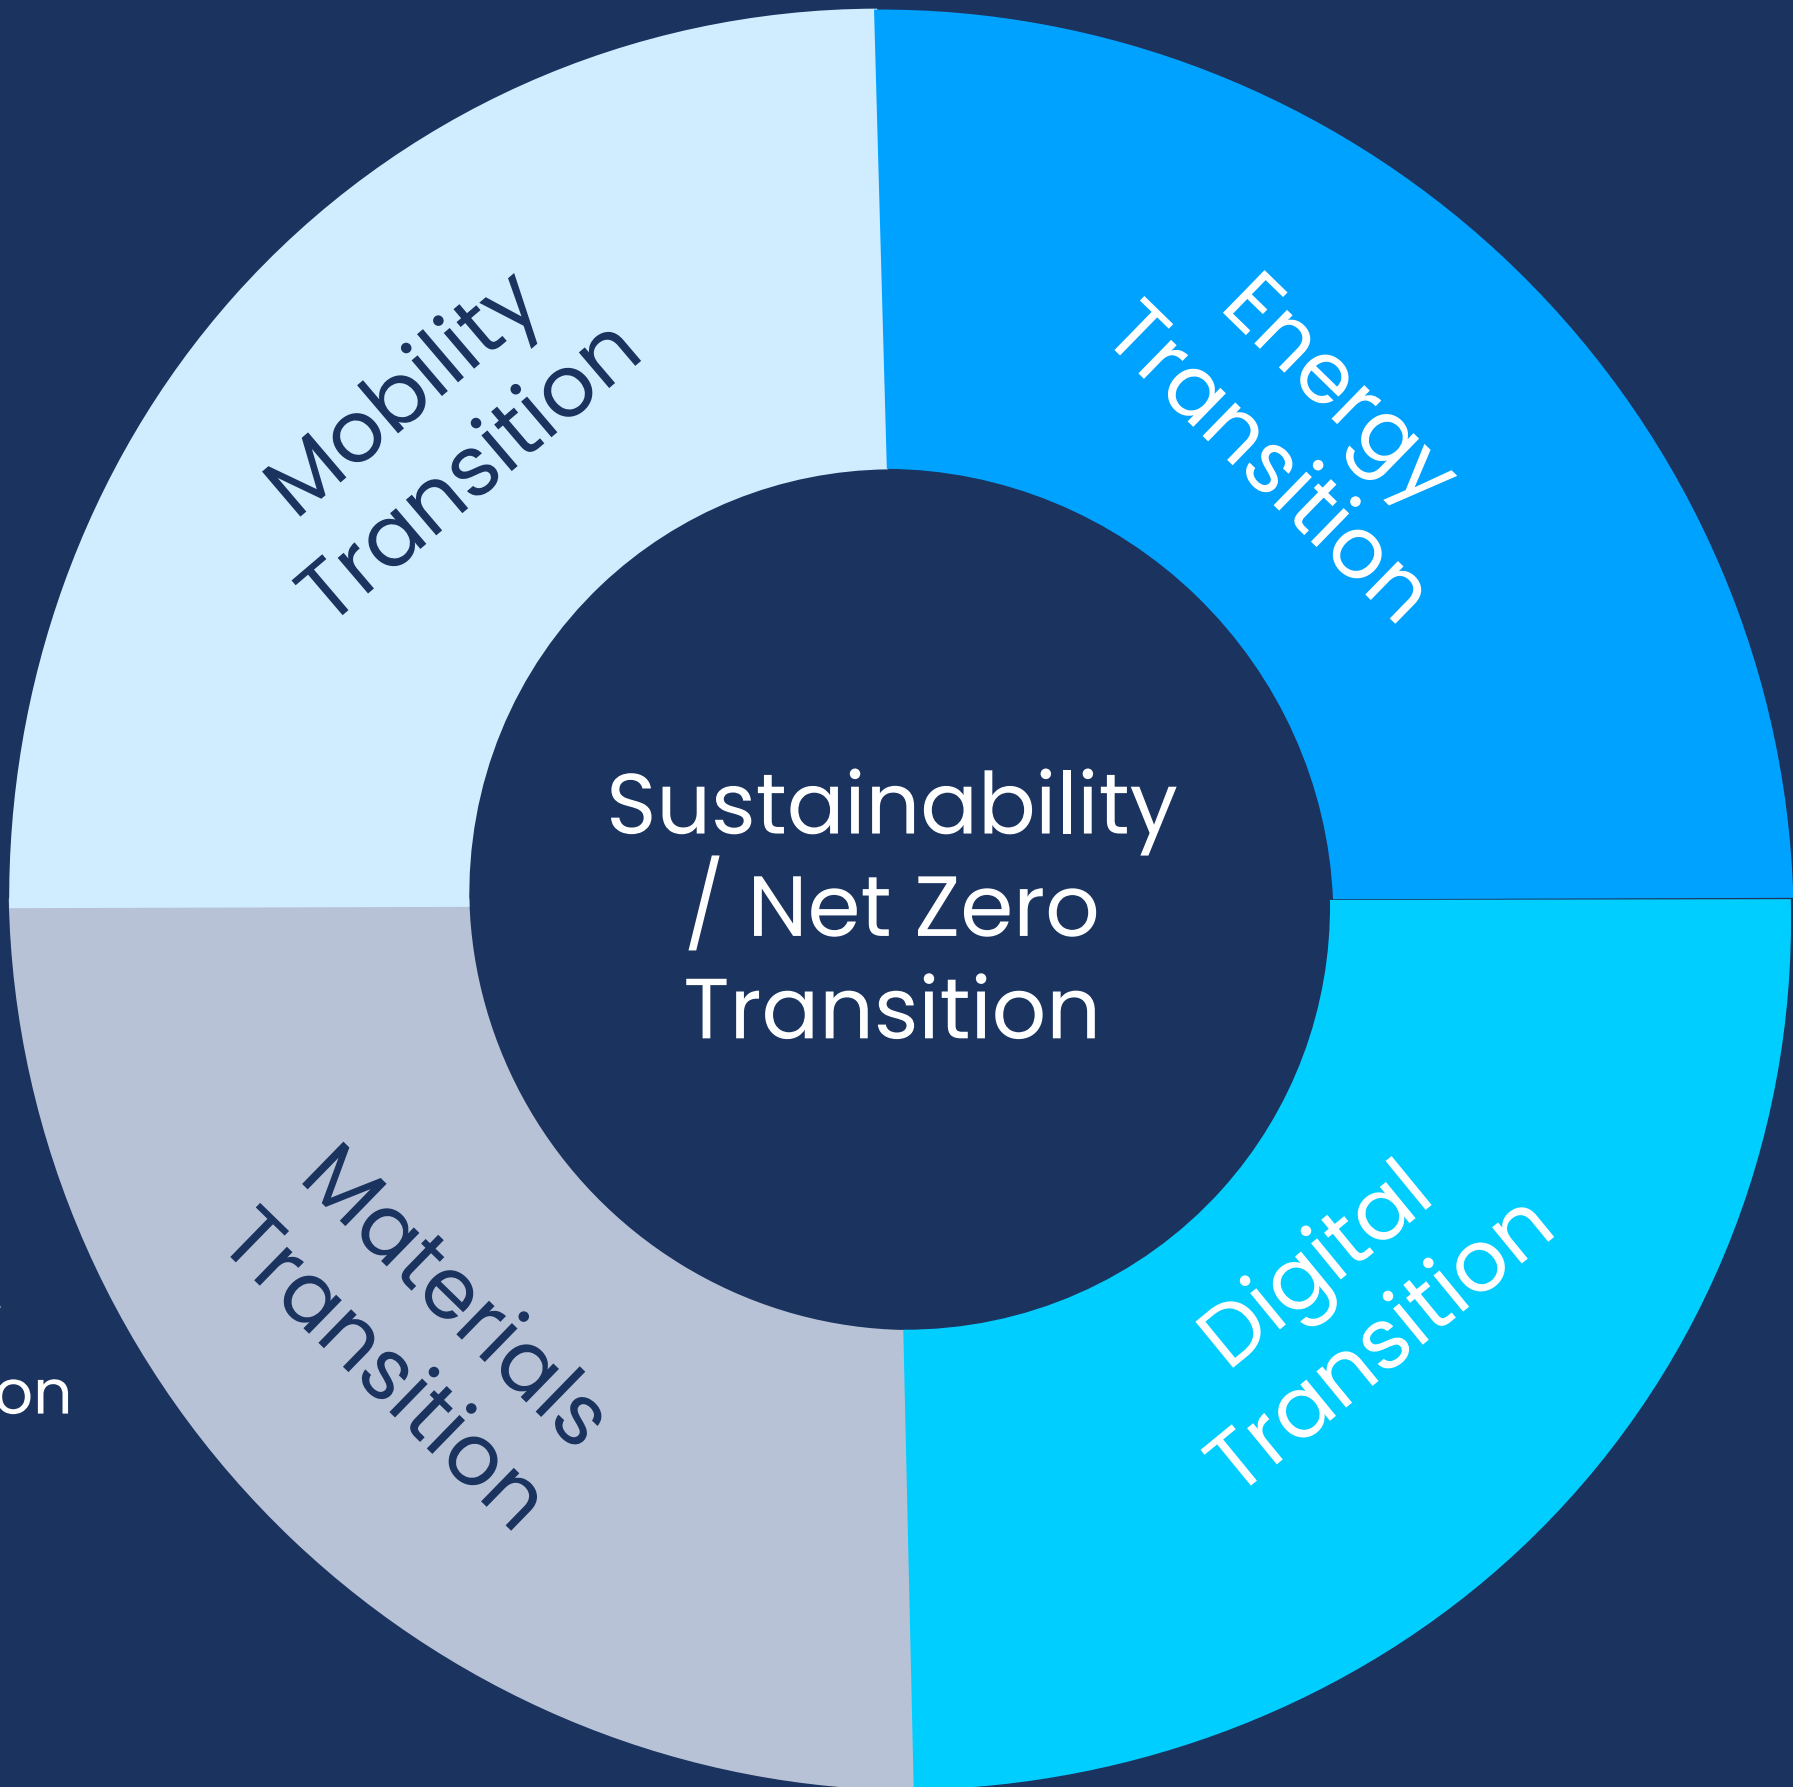 Mobility
Transition
Energy
Transition
Sustainability
/ Net Zero
Transition
Materials
Transition
Digital
Transition
on